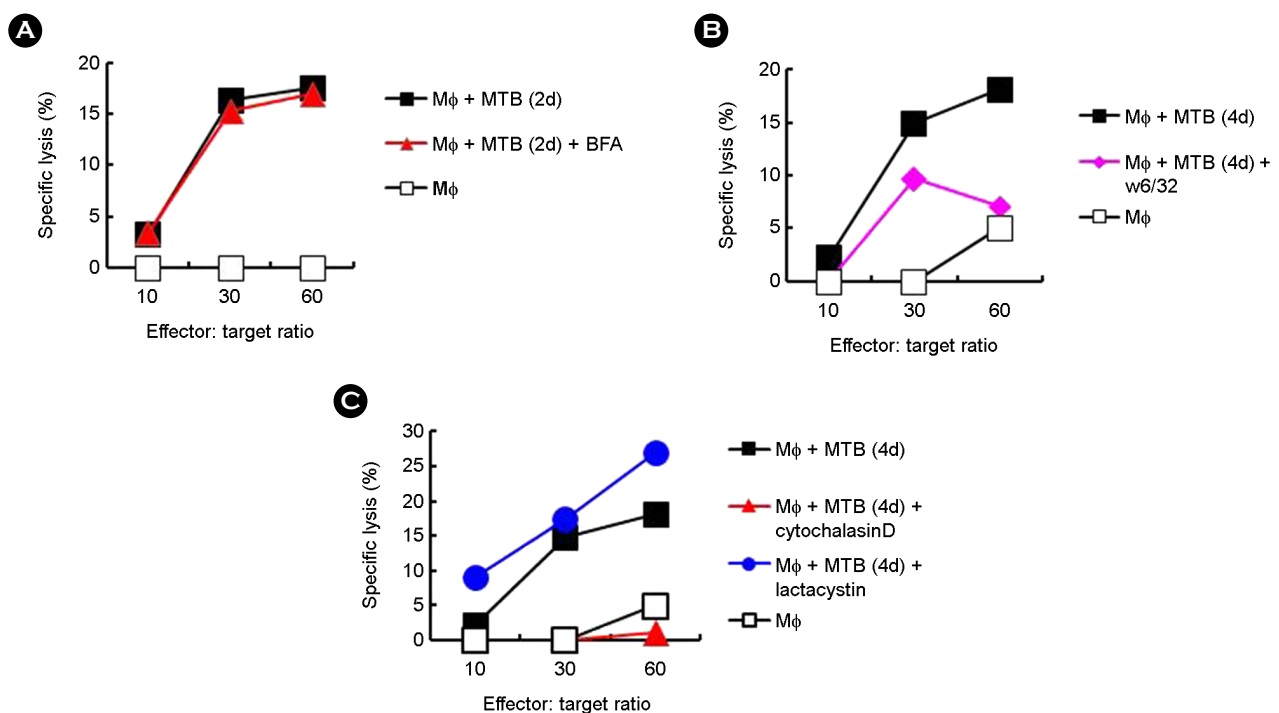 A
20
15
10
5
0
Specific lysis (%)
10
30
60
Effector: target ratio
Mϕ + MTB (2d)
Mϕ + MTB (2d) + BFA
Mϕ
B
20
15
10
5
0
Specific lysis (%)
10
30
60
Effector: target ratio
Mϕ + MTB (4d)
Mϕ + MTB (4d) +
w6/32
Mϕ
C
30
25
20
15
10
5
0
Specific lysis (%)
10
30
60
Effector: target ratio
Mϕ + MTB (4d)
Mϕ + MTB (4d) +
cytochalasinD
Mϕ + MTB (4d) +
lactacystin
Mϕ